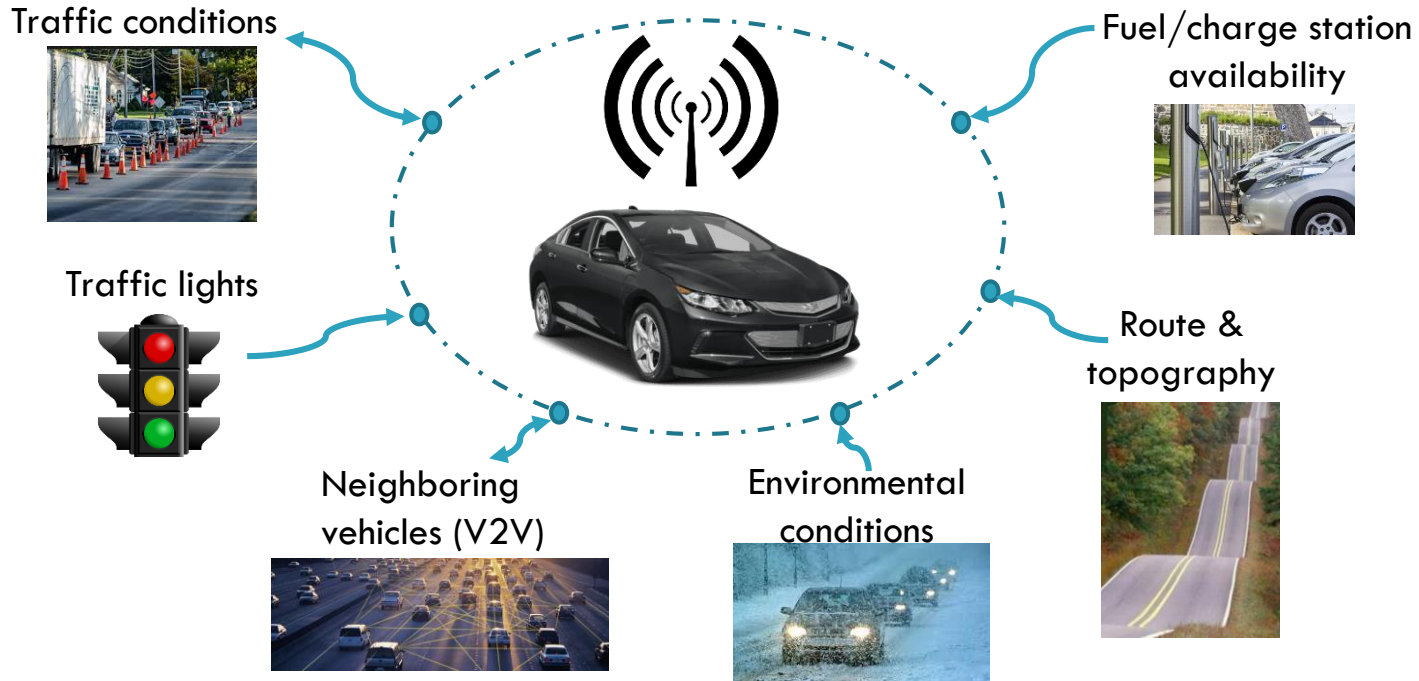 Traffic conditions
Fuel/charge station
availability
Traffic lights
Route &
topography
Neighboring
vehicles (V2V)
Environmental
conditions